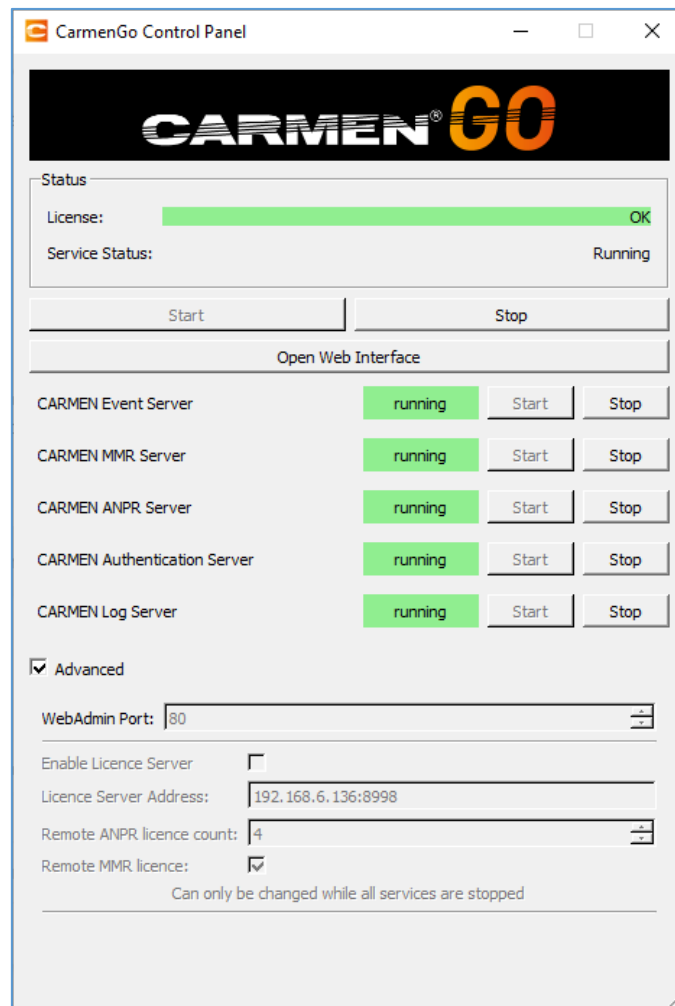 CarmenGo Control Panel
CARMEN® GO
Status
License: OK
Service Status: Running
Start Stop
Open Web Interface
CARMEN Event Server running Start Stop
CARMEN MMR Server running Start Stop
CARMEN ANPR Server running Start Stop
CARMEN Authentication Server running Start Stop
CARMEN Log Server running Start Stop
Advanced
WebAdmin Port: 80
Enable Licence Server
Licence Server Address: 192.168.6.136:8998
Remote ANPR licence count: 4
Remote MMR licence:
Can only be changed while all services are stopped